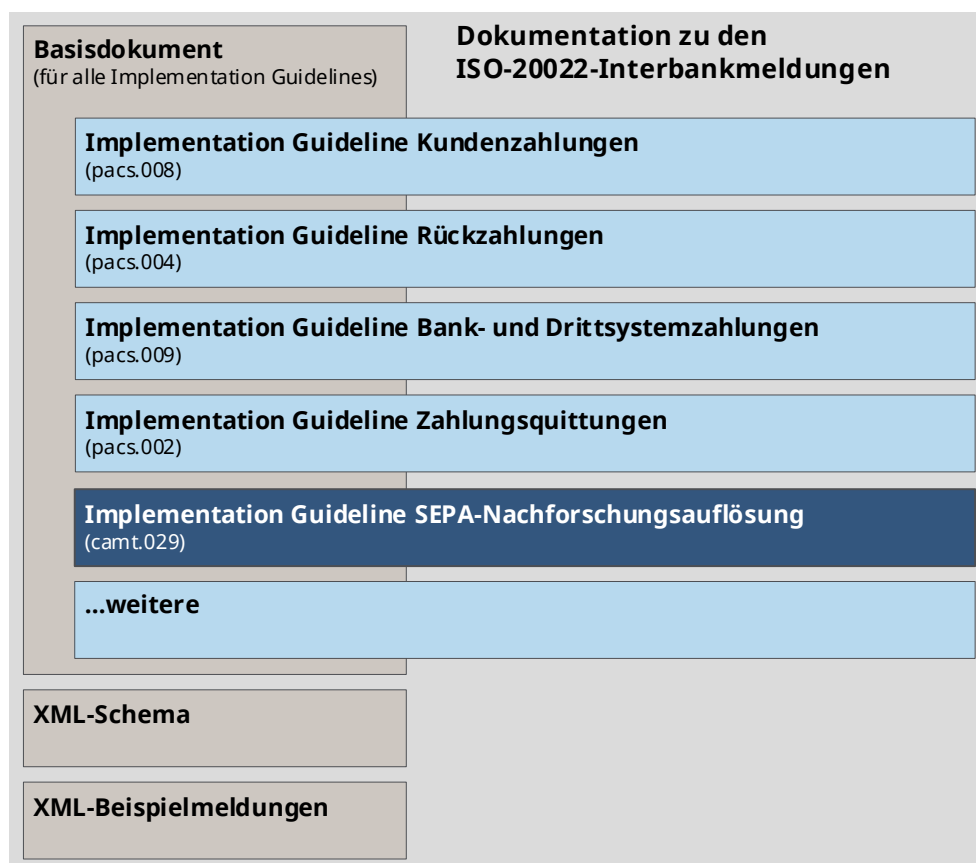 Basisdokument
(für alle Implementation Guidelines)
Dokumentation zu den
ISO-20022-Interbankmeldungen
Implementation Guideline Kundenzahlungen
(pacs.008)
Implementation Guideline Rückzahlungen
(pacs.004)
Implementation Guideline Bank- und Drittsystemzahlungen
(pacs.009)
Implementation Guideline Zahlungsquittungen
(pacs.002)
Implementation Guideline SEPA-Nachforschungsauflösung
(camt.029)
...weitere
XML-Schema
XML-Beispielmeldungen